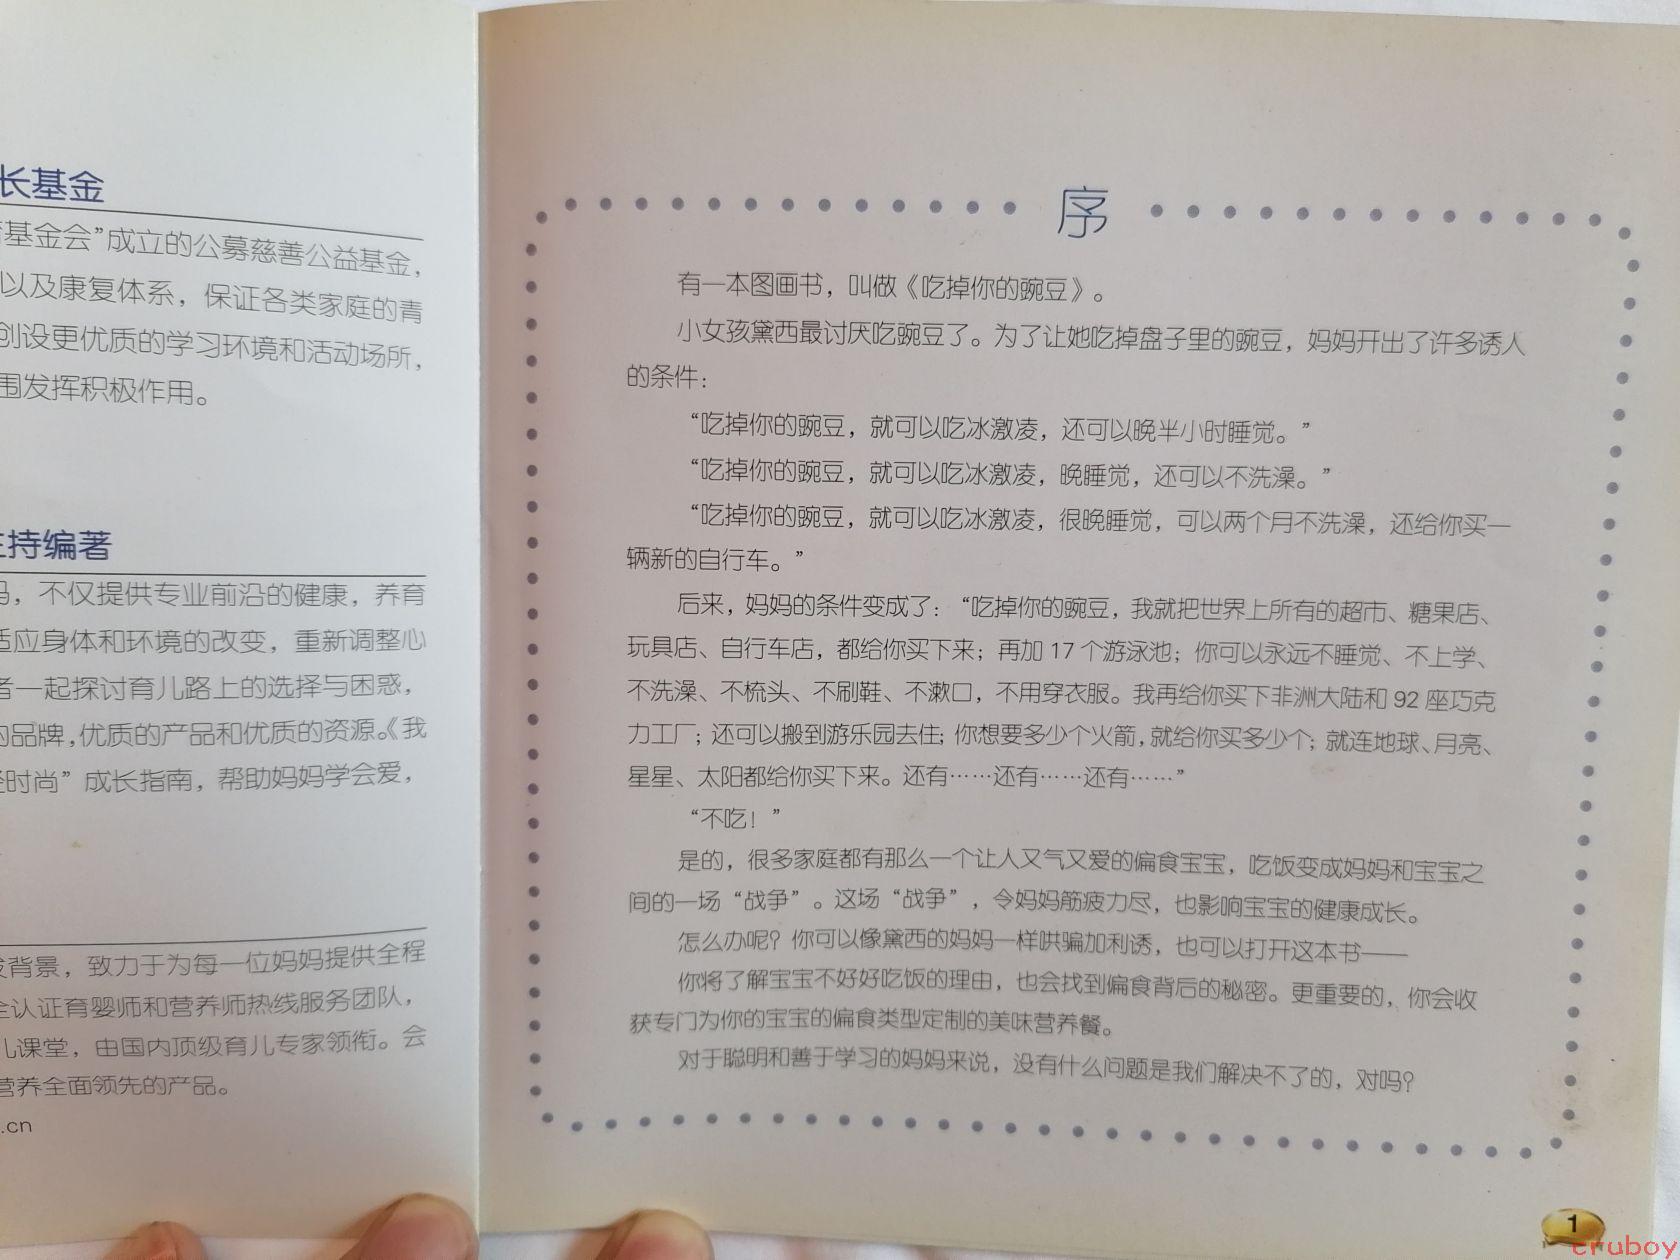 长基金
基金会”成立的公募慈善公益基金，
以及康复体系，保证各类家庭的青
创设更优质的学习环境和活动场所，
围发挥积极作用。
持编著
，不仅提供专业前沿的健康，养育
适应身体和环境的改变，重新调整心
者一起探讨育儿路上的选择与困惑，
的品牌，优质的产品和优质的资源。《我
时尚”成长指南，帮助妈妈学会爱，
背景，致力于为每一位妈妈提供全程
认证育婴师和营养师热线服务团队，
儿课堂，由国内顶级育儿专家领衔。会
营养全面领先的产品。
.cn
序
有一本图画书，叫做《吃掉你的豌豆》。
小女孩黛西最讨厌吃豌豆了。为了让她吃掉盘子里的豌豆，妈妈开出了许多诱人
的条件：
“吃掉你的豌豆，就可以吃冰激凌，还可以晚半小时睡觉。”
“吃掉你的豌豆，就可以吃冰激凌，晚睡觉，还可以不洗澡。”
“吃掉你的豌豆，就可以吃冰激凌，很晚睡觉，可以两个月不洗澡，还给你买一
辆新的自行车。”
后来，妈妈的条件变成了：“吃掉你的豌豆，我就把世界上所有的超市、糖果店、
玩具店、自行车店，都给你买下来；再加 17 个游泳池；你可以永远不睡觉、不上学、
不洗澡、不梳头、不刷鞋、不漱口，不用穿衣服。我再给你买下非洲大陆和 92 座巧克
力工厂；还可以搬到游乐园去住；你想要多少个火箭，就给你买多少个；就连地球、月亮、
星星、太阳都给你买下来。还有……还有……还有……”
“不吃！”
是的，很多家庭都有那么一个让人又气又爱的偏食宝宝，吃饭变成妈妈和宝宝之
间的一场“战争”。这场“战争”，令妈妈筋疲力尽，也影响宝宝的健康成长。
怎么办呢？你可以像黛西的妈妈一样哄骗加利诱，也可以打开这本书——
你将了解宝宝不好好吃饭的理由，也会找到偏食背后的秘密。更重要的，你会收
获专门为你的宝宝的偏食类型定制的美味营养餐。
对于聪明和善于学习的妈妈来说，没有什么问题是我们解决不了的，对吗？
1
cruboy